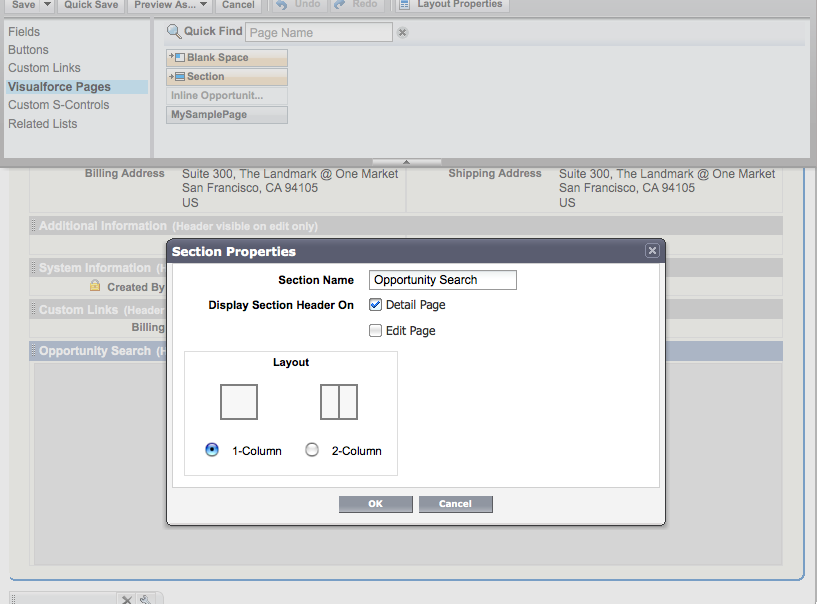 Save Quick Save Preview As... Cancel Undo Redo Layout Properties
Fields
Buttons
Custom Links
Visualforce Pages
Custom S-Controls
Related Lists
Quick Find Page Name
Blank Space
Section
Inline Opportunit...
MySamplePage
Billing Address Suite 300, The Landmark @ One Market Shipping Address Suite 300, The Landmark @ One Market
San Francisco, CA 94105 San Francisco, CA 94105
US US
Additional Information (Header visible on edit only)
System Information (H
Created By
Custom Links (Header
Billing
Opportunity Search (H
Section Properties
Section Name Opportunity Search
Display Section Header On Detail Page
Edit Page
Layout
1-Column 2-Column
OK Cancel